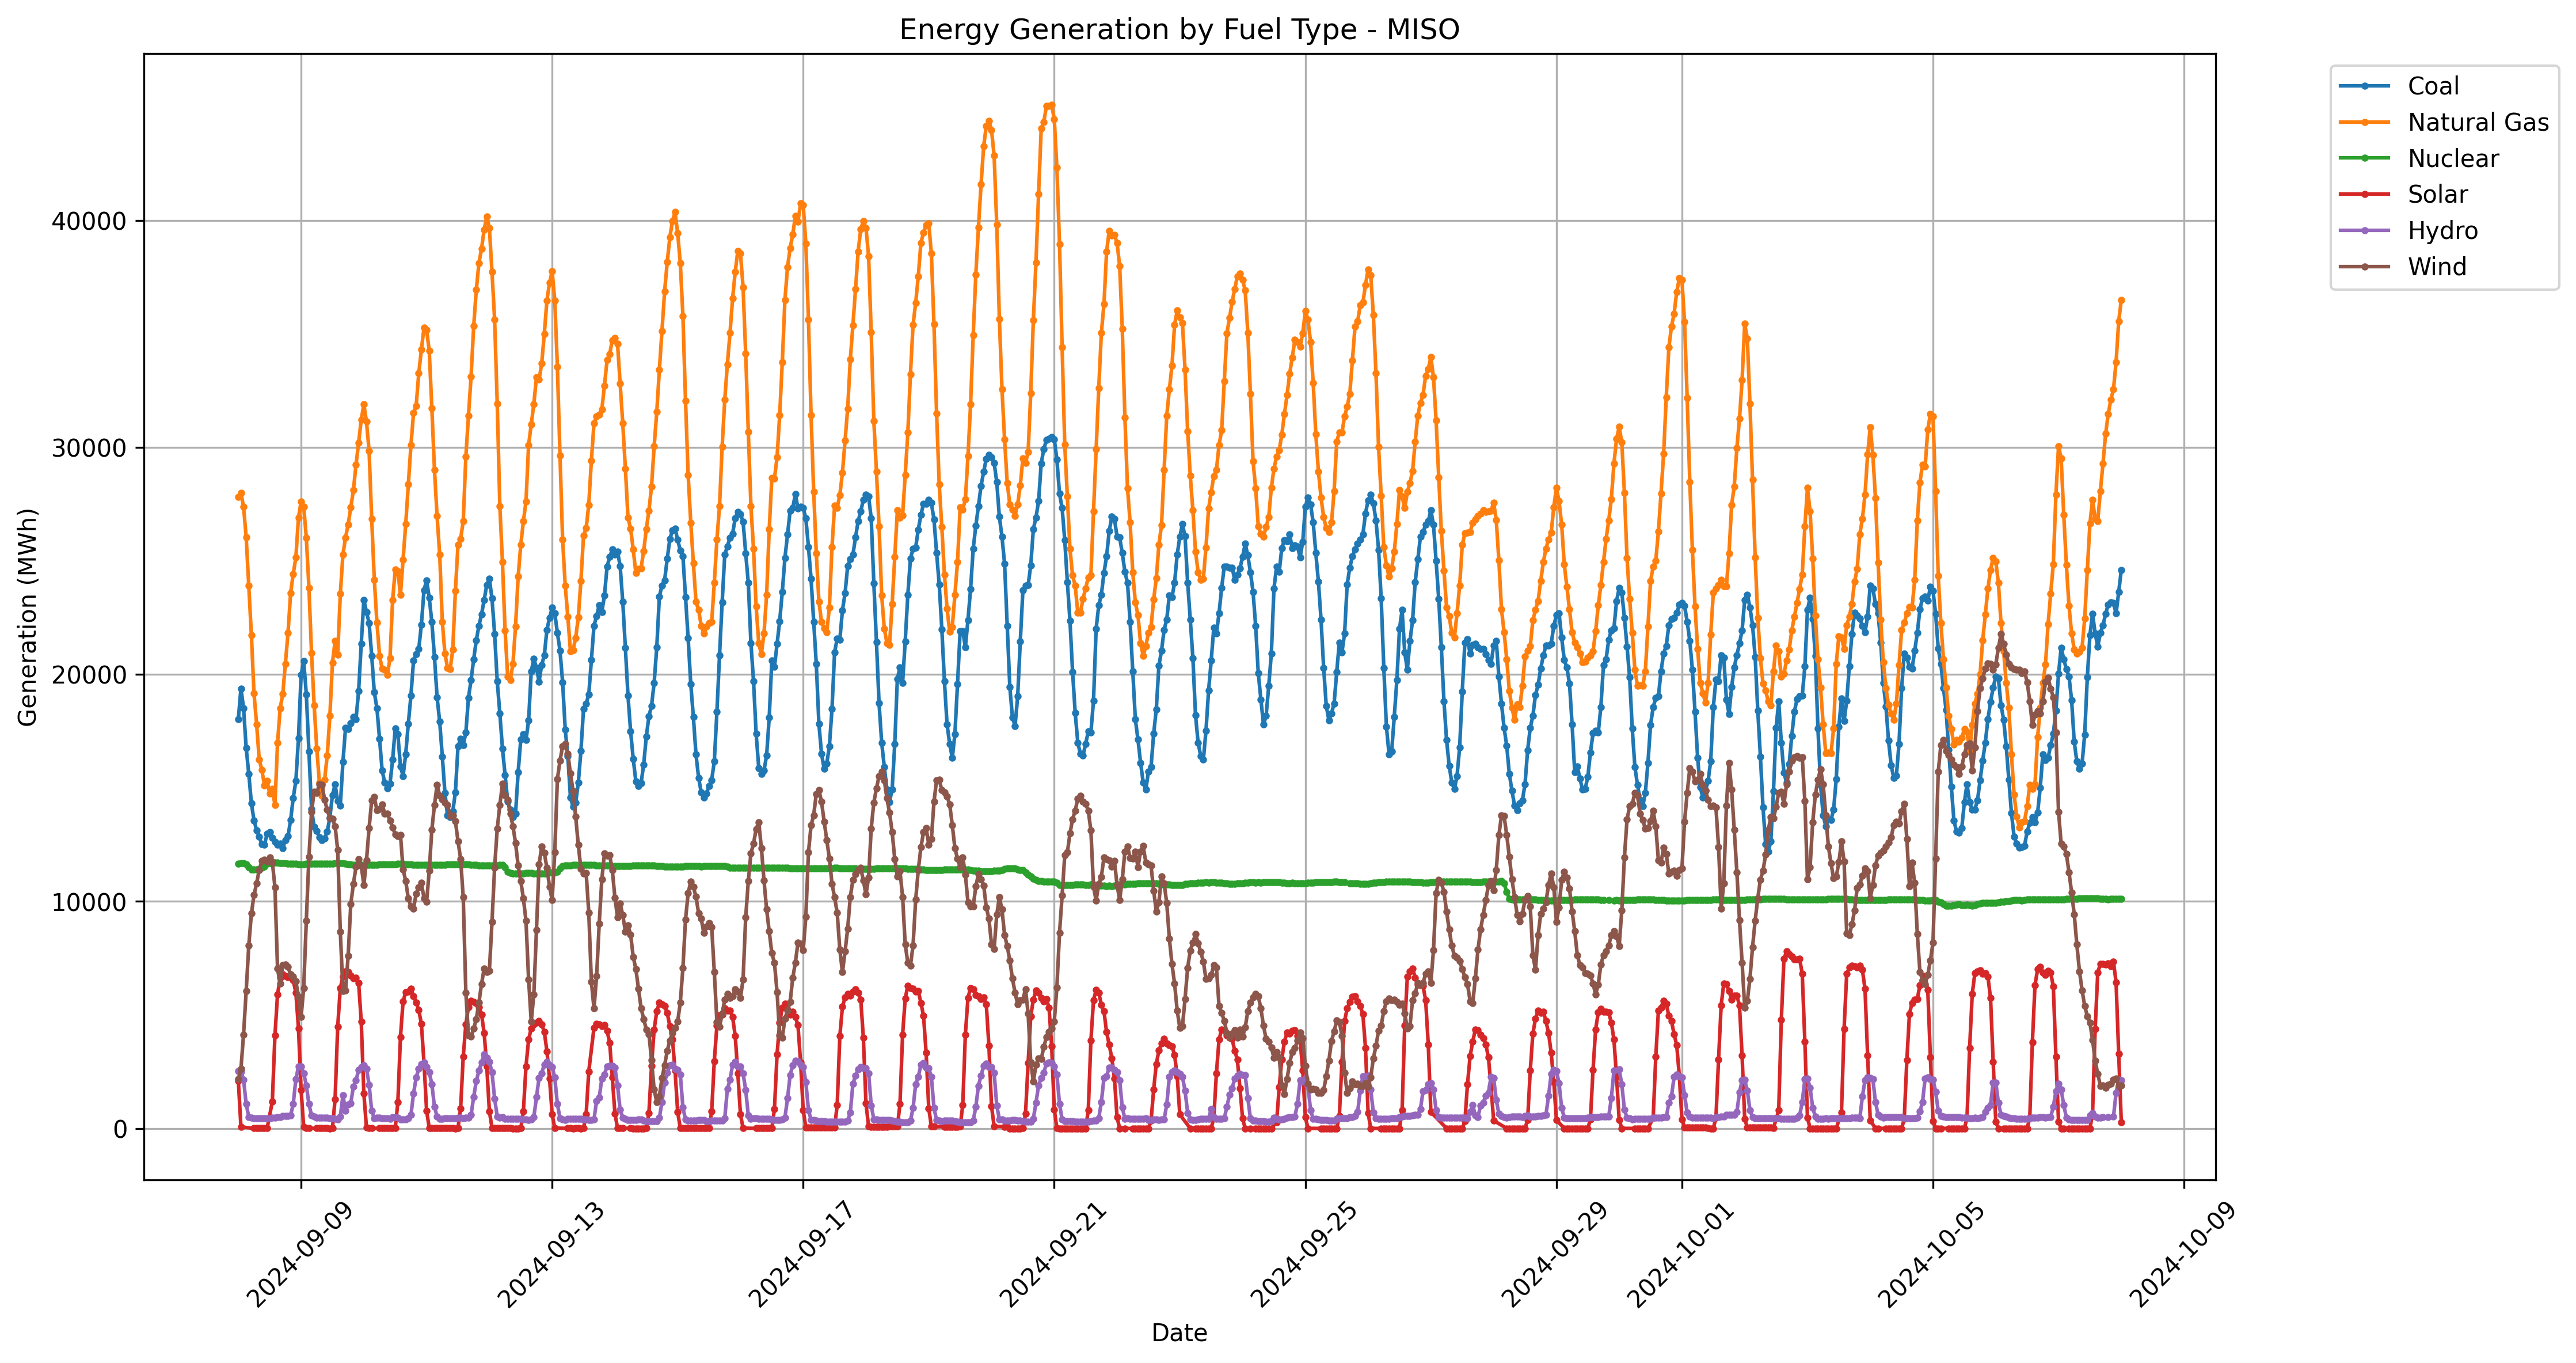 Energy Generation by Fuel Type - MISO
Coal
Natural Gas
Nuclear
Solar
Hydro
Wind
Generation (MWh)
40000
30000
20000
10000
0
2024-09-09
2024-09-13
2024-09-17
2024-09-21
2024-09-25
2024-09-29
2024-10-01
2024-10-05
2024-10-09
Date